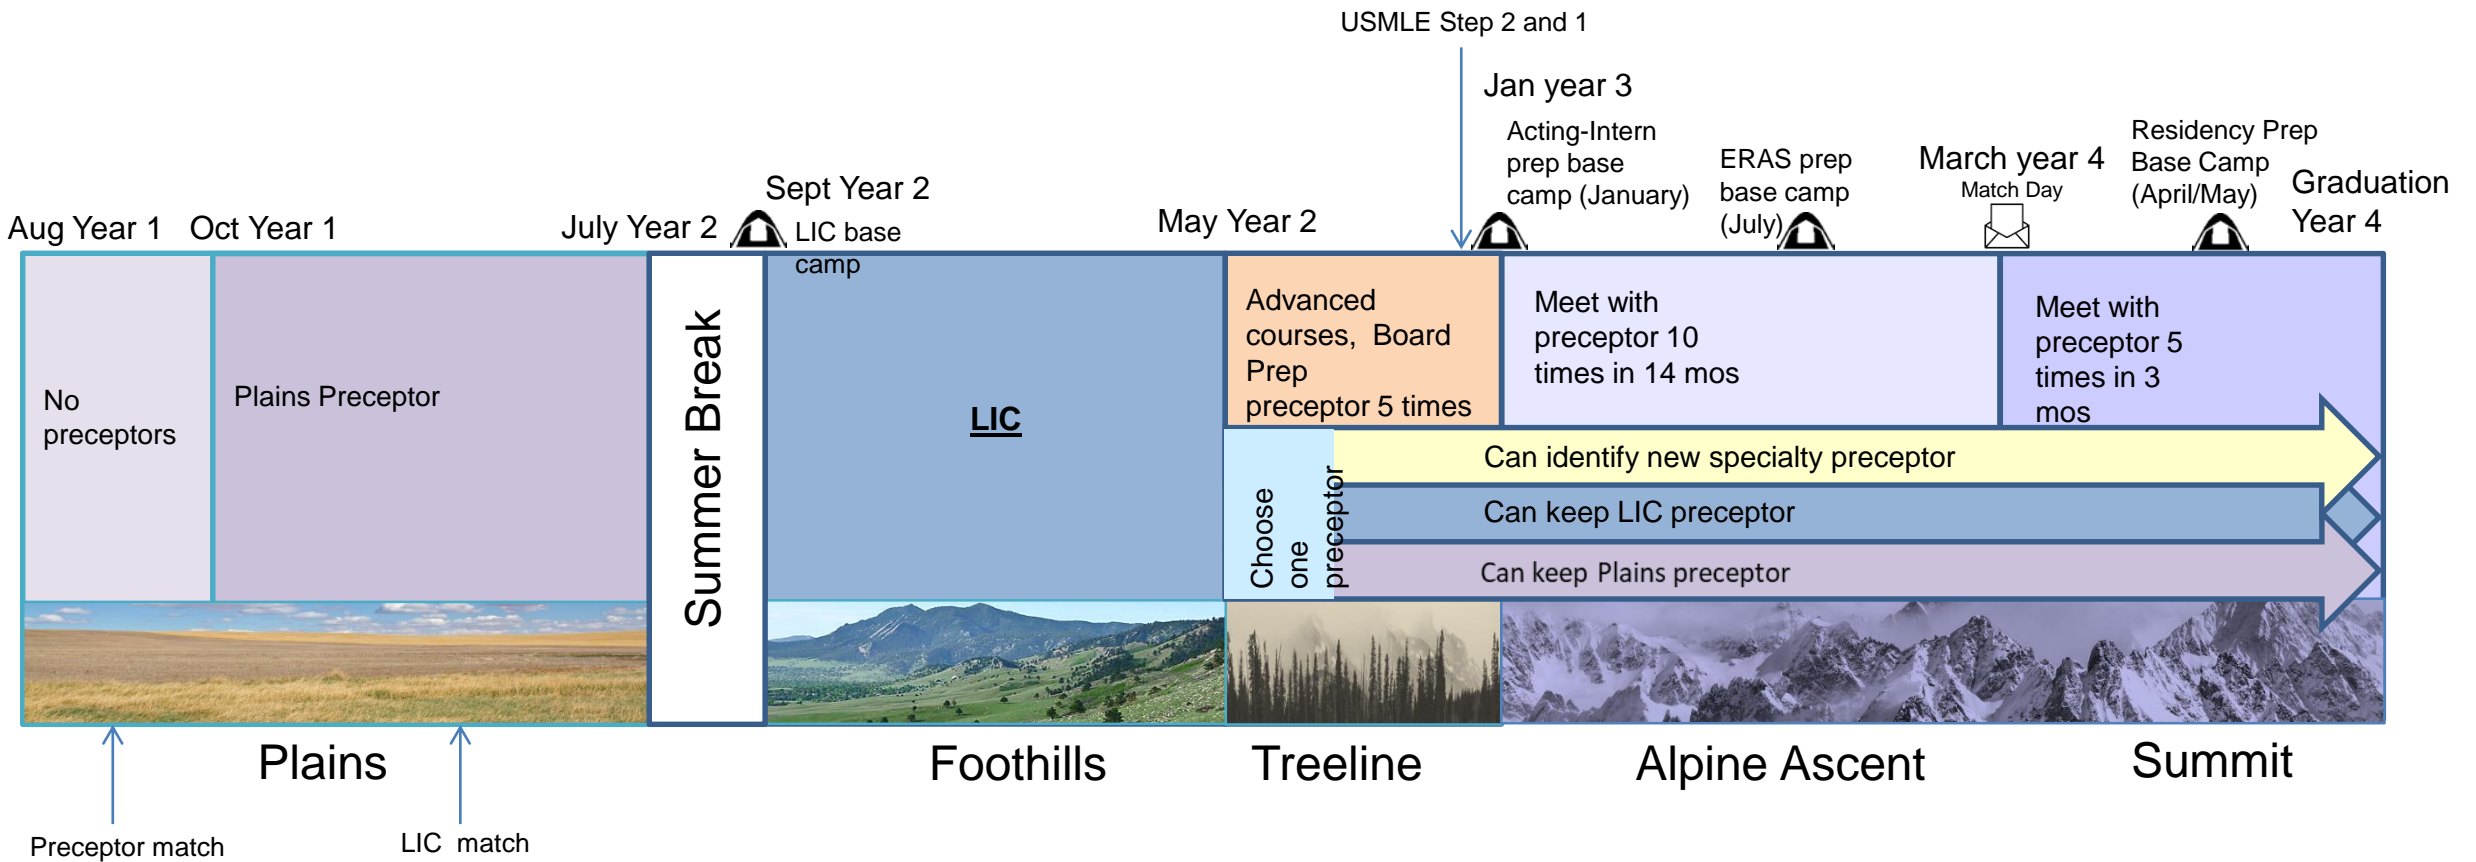 USMLE Step 2 and 1
Jan year 3
Acting-Intern
prep base
camp (January)
ERAS prep
base camp
(July)
March year 4
Match Day
Residency Prep
Base Camp
(April/May)
Graduation
Year 4
Aug Year 1
Oct Year 1
July Year 2
Sept Year 2
LIC base
camp
May Year 2
No
preceptors
Plains Preceptor
Summer Break
LIC
Advanced
courses, Board
Prep
preceptor 5 times
Meet with
preceptor 10
times in 14 mos
Meet with
preceptor 5
times in 3
mos
Choose
one
preceptor
Can identify new specialty preceptor
Can keep LIC preceptor
Can keep Plains preceptor
Plains
Foothills
Treeline
Alpine Ascent
Summit
Preceptor match
LIC match